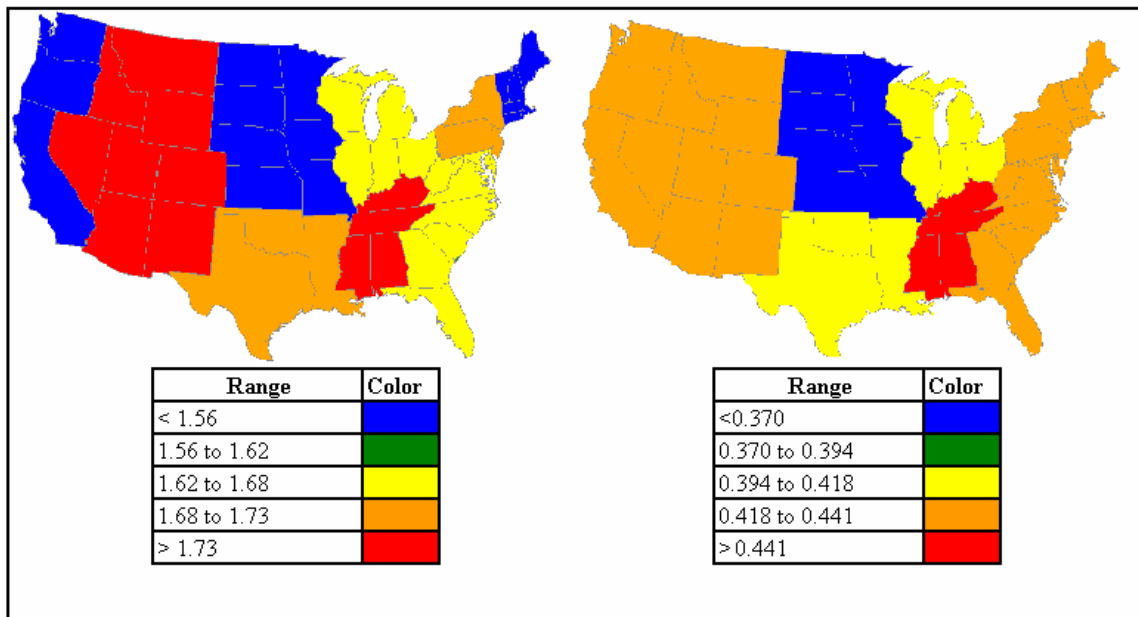 Range Color
< 1.56
1.56 to 1.62
1.62 to 1.68
1.68 to 1.73
> 1.73
Range Color
<0.370
0.370 to 0.394
0.394 to 0.418
0.418 to 0.441
>0.441